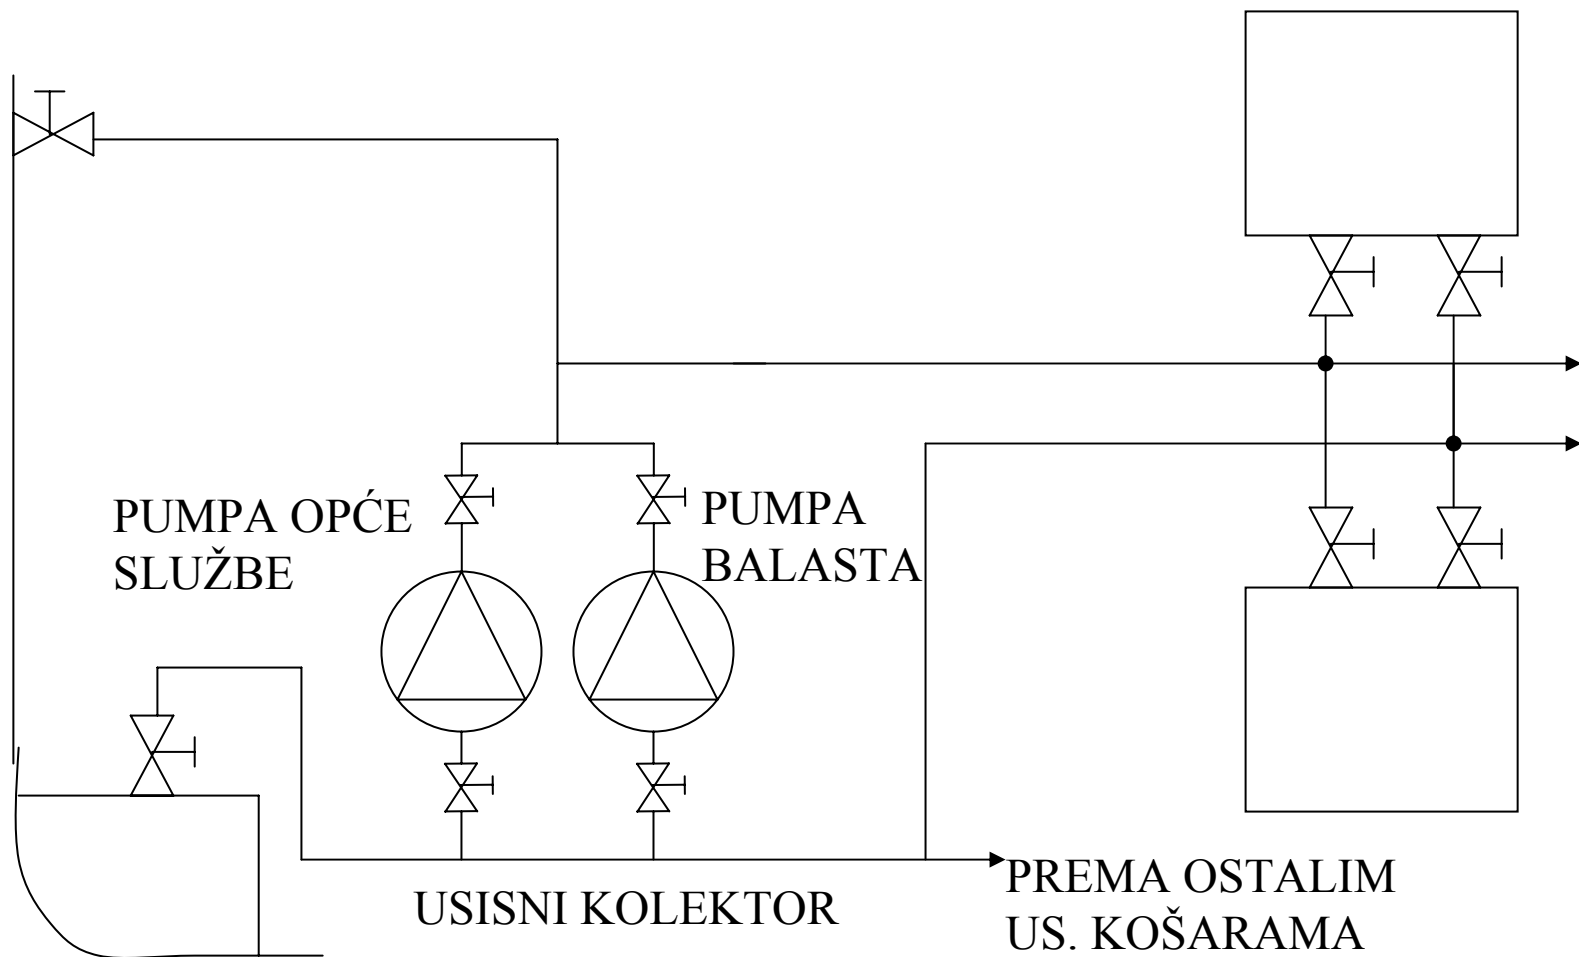 PUMPA OPĆE
SLUŽBE
PUMPA
BALASTA
USISNI KOLEKTOR
PREMA OSTALIM
US. KOŠARAMA